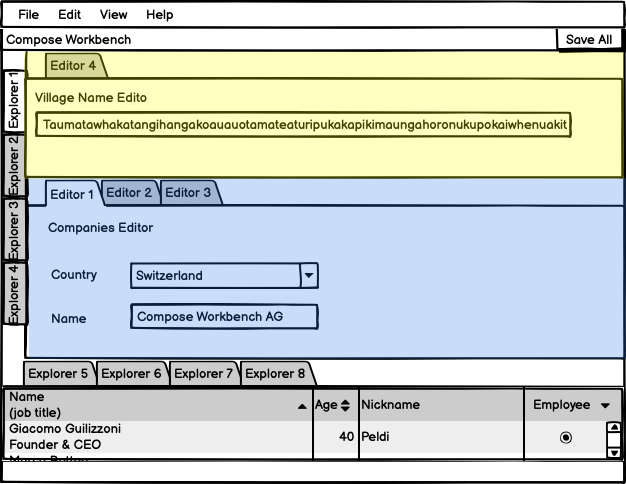 File Edit View Help
Compose Workbench Save All
Editor 4
Village Name Edito
Taumatawhakatangihangakoauauotamateaturipukakapikimaungahoronukupokaiwhenuakit
Explorer 1
Explorer 2
Explorer 3
Explorer 4
Editor 1 Editor 2 Editor 3
Companies Editor
Country Switzerland
Name Compose Workbench AG
Explorer 5 Explorer 6 Explorer 7 Explorer 8
Name Age Nickname Employee
(job title)
Giacomo Guilizzoni
Founder & CEO 40 Peldi